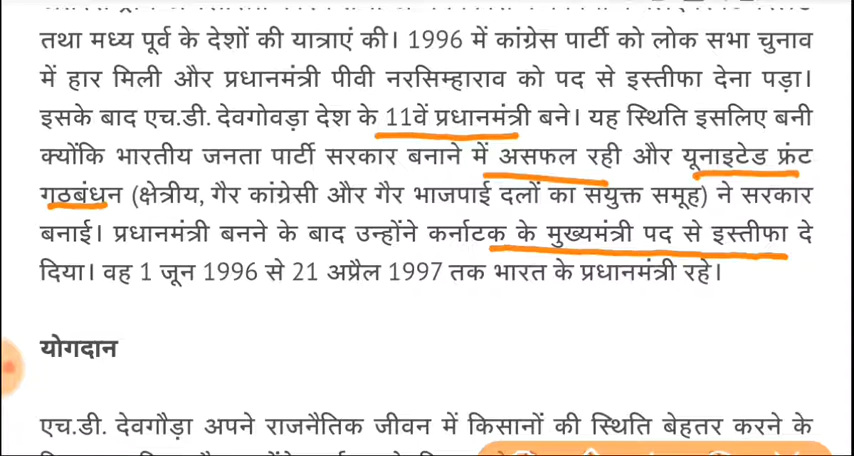 तथा मध्य पूर्व के देशों की यात्राएं की। 1996 में कांग्रेस पार्टी को लोक सभा चुनाव
में हार मिली और प्रधानमंत्री पीवी नरसिम्हाराव को पद से इस्तीफा देना पड़ा।
इसके बाद एच.डी. देवगोवड़ा देश के 11वें प्रधानमंत्री बने। यह स्थिति इसलिए बनी
क्योंकि भारतीय जनता पार्टी सरकार बनाने में असफल रही और यूनाइटेड फ्रंट
गठबंधन (क्षेत्रीय, गैर कांग्रेसी और गैर भाजपाई दलों का संयुक्त समूह) ने सरकार
बनाई। प्रधानमंत्री बनने के बाद उन्होंने कर्नाटक के मुख्यमंत्री पद से इस्तीफा दे
दिया। वह 1 जून 1996 से 21 अप्रैल 1997 तक भारत के प्रधानमंत्री रहे।
योगदान
एच.डी. देवगौड़ा अपने राजनैतिक जीवन में किसानों की स्थिति बेहतर करने के